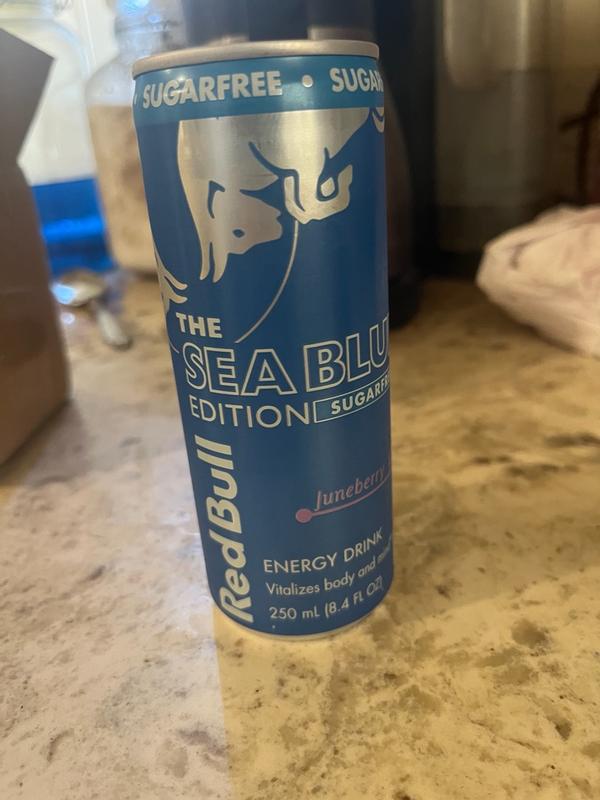 SUGARFREE • SUGAR
THE
SEA BLU
EDITION SUGARFR
Red Bull
Juneberry
ENERGY DRINK
Vitalizes body and mind
250 mL (8.4 FL OZ)